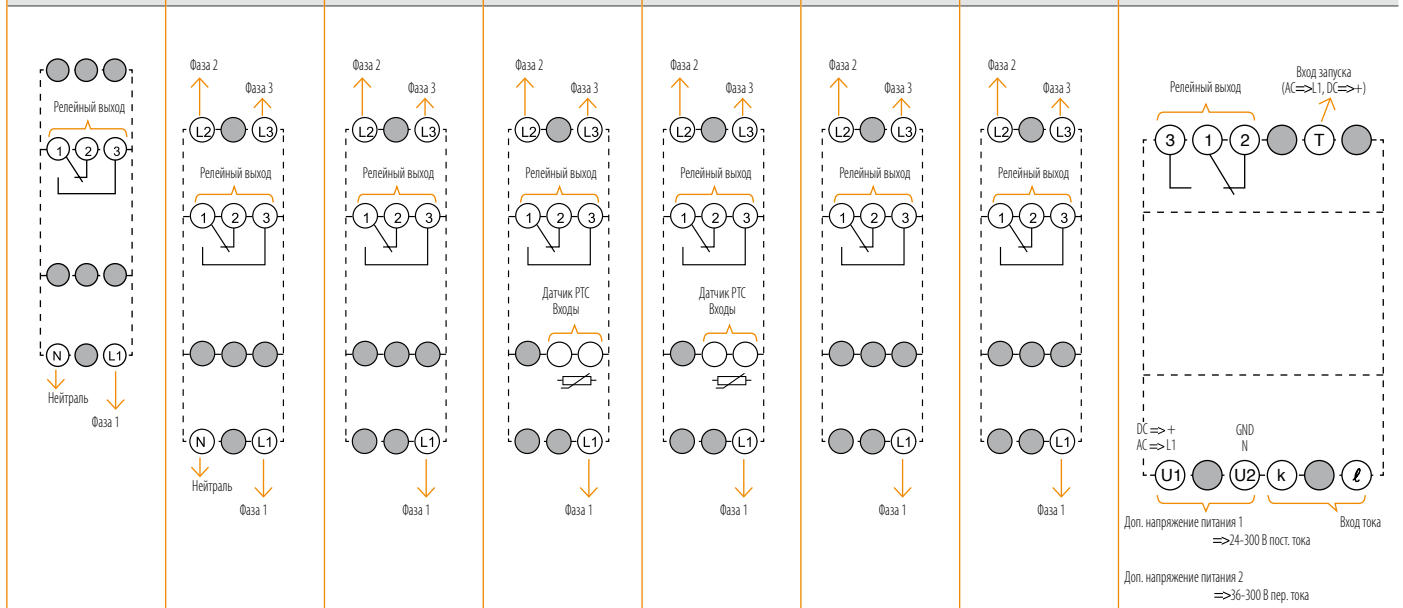 Релейный выход
1 2 3
N L1
Нейтраль
Фаза 1
Фаза 2
Фаза 3
L2 L3
Релейный выход
1 2 3
N L1
Нейтраль
Фаза 1
Фаза 2
Фаза 3
L2 L3
Релейный выход
1 2 3
L1
Фаза 1
Фаза 2
Фаза 3
L2 L3
Релейный выход
1 2 3
Датчик PTC
Входы
L1
Фаза 1
Фаза 2
Фаза 3
L2 L3
Релейный выход
1 2 3
Датчик PTC
Входы
L1
Фаза 1
Фаза 2
Фаза 3
L2 L3
Релейный выход
1 2 3
L1
Фаза 1
Фаза 2
Фаза 3
L2 L3
Релейный выход
1 2 3
L1
Фаза 1
Релейный выход
Вход запуска
(AC=>L1, DC=>+)
3 1 2 T
DC => + GND
AC => L1 N
U1 U2 k ℓ
Доп. напряжение питания 1 Вход тока
=>24-300 В пост. тока
Доп. напряжение питания 2
=>36-300 В пер. тока